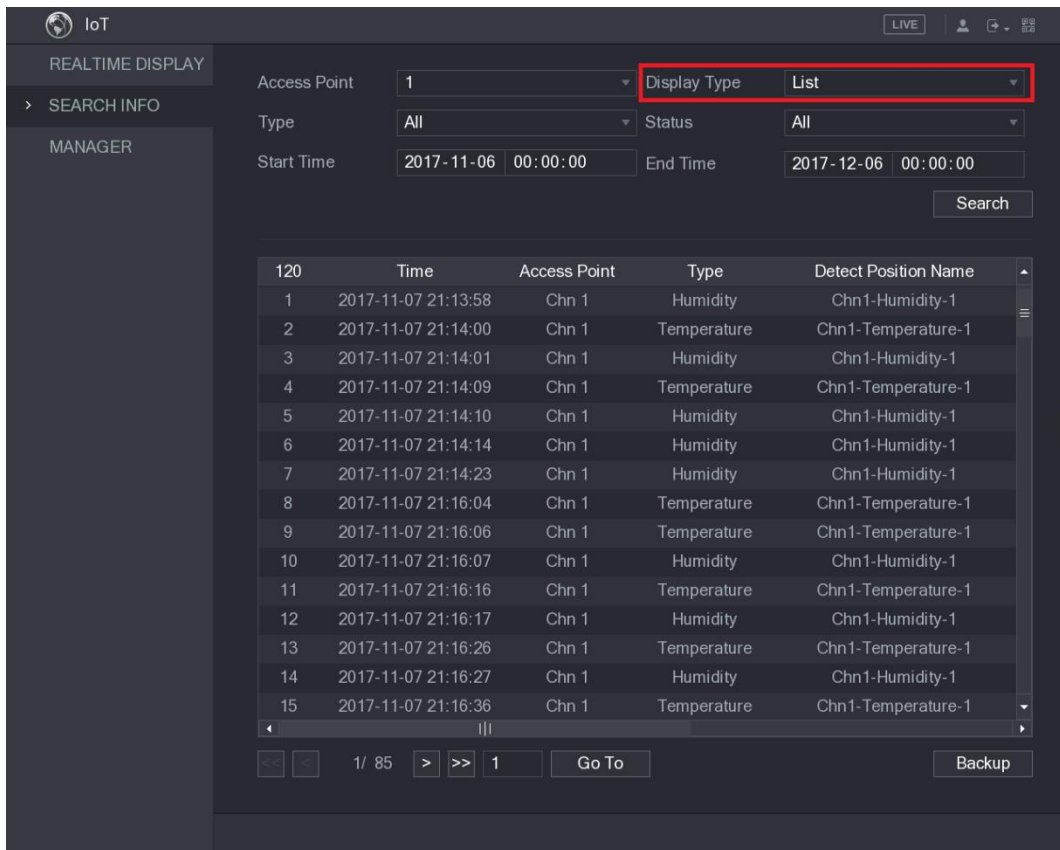 IoT LIVE
REALTIME DISPLAY
> SEARCH INFO
MANAGER
Access Point 1 Display Type List
Type All Status All
Start Time 2017-11-06 00:00:00 End Time 2017-12-06 00:00:00
Search
120 Time Access Point Type Detect Position Name
1 2017-11-07 21:13:58 Chn 1 Humidity Chn1-Humidity-1
2 2017-11-07 21:14:00 Chn 1 Temperature Chn1-Temperature-1
3 2017-11-07 21:14:01 Chn 1 Humidity Chn1-Humidity-1
4 2017-11-07 21:14:09 Chn 1 Temperature Chn1-Temperature-1
5 2017-11-07 21:14:10 Chn 1 Humidity Chn1-Humidity-1
6 2017-11-07 21:14:14 Chn 1 Humidity Chn1-Humidity-1
7 2017-11-07 21:14:23 Chn 1 Humidity Chn1-Humidity-1
8 2017-11-07 21:16:04 Chn 1 Temperature Chn1-Temperature-1
9 2017-11-07 21:16:06 Chn 1 Temperature Chn1-Temperature-1
10 2017-11-07 21:16:07 Chn 1 Humidity Chn1-Humidity-1
11 2017-11-07 21:16:16 Chn 1 Temperature Chn1-Temperature-1
12 2017-11-07 21:16:17 Chn 1 Humidity Chn1-Humidity-1
13 2017-11-07 21:16:26 Chn 1 Temperature Chn1-Temperature-1
14 2017-11-07 21:16:27 Chn 1 Humidity Chn1-Humidity-1
15 2017-11-07 21:16:36 Chn 1 Temperature Chn1-Temperature-1
<< < 1/ 85 > >> 1 Go To Backup